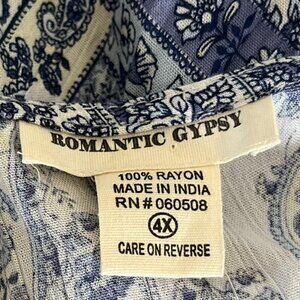 ROMANTIC GYPSY
100% RAYON
MADE IN INDIA
RN# 060508
4X
CARE ON REVERSE